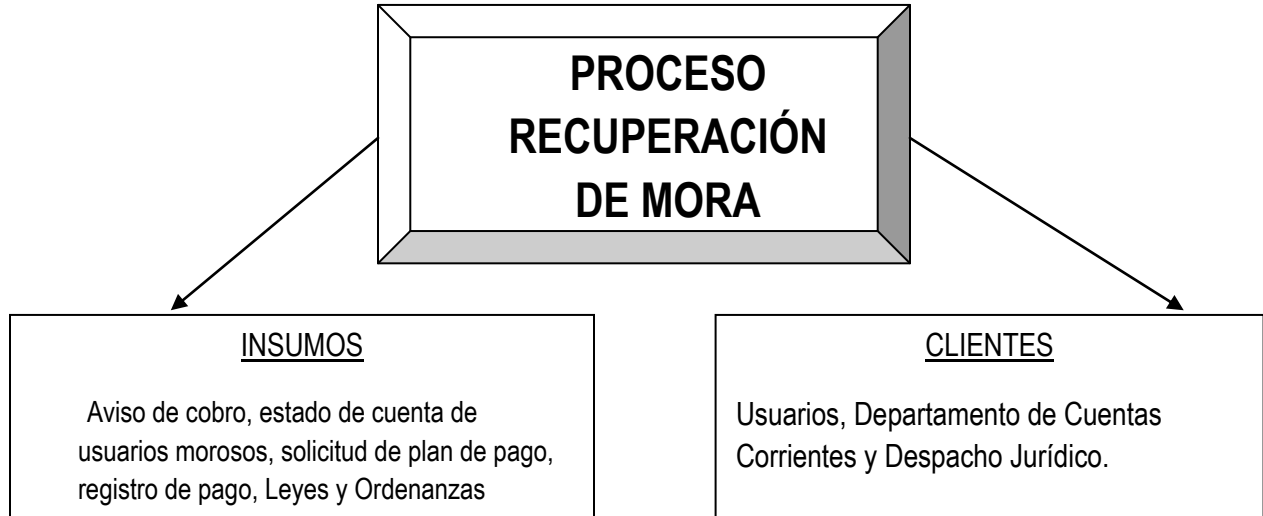 PROCESO
RECUPERACIÓN
DE MORA
INSUMOS
Aviso de cobro, estado de cuenta de
usuarios morosos, solicitud de plan de pago,
registro de pago, Leyes y Ordenanzas
CLIENTES
Usuarios, Departamento de Cuentas
Corrientes y Despacho Jurídico.